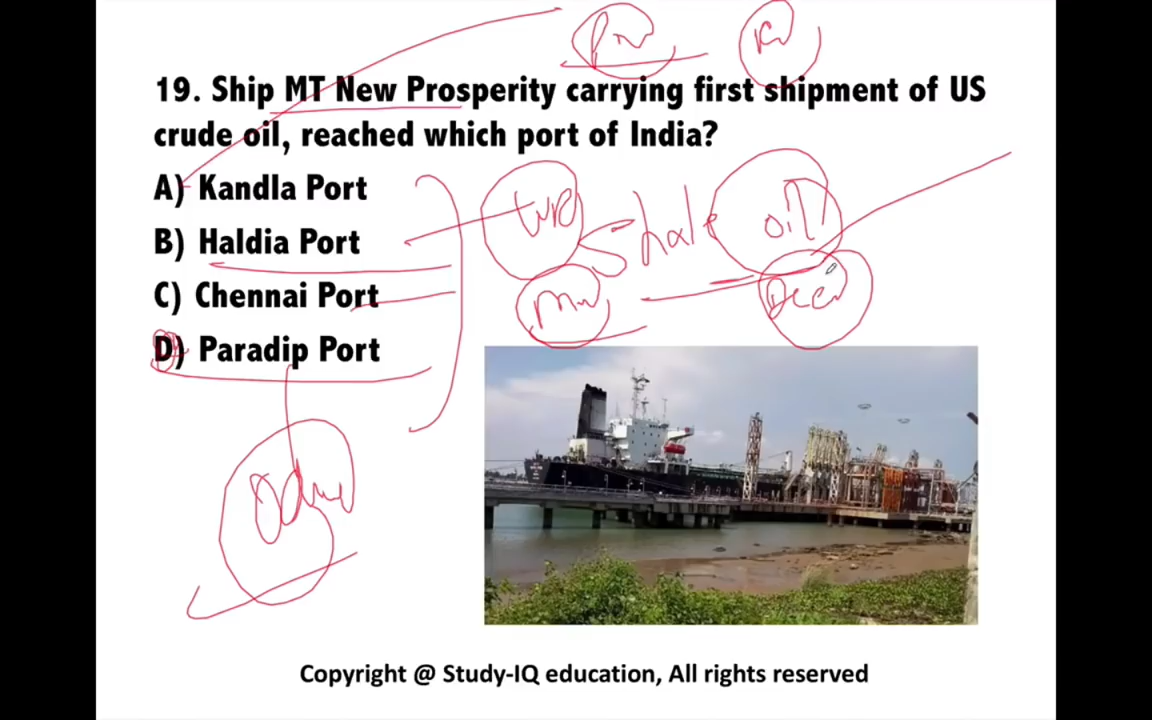 19. Ship MT New Prosperity carrying first shipment of US
crude oil, reached which port of India?
A) Kandla Port
B) Haldia Port
C) Chennai Port
D) Paradip Port
Shale oil
Copyright @ Study-IQ education, All rights reserved